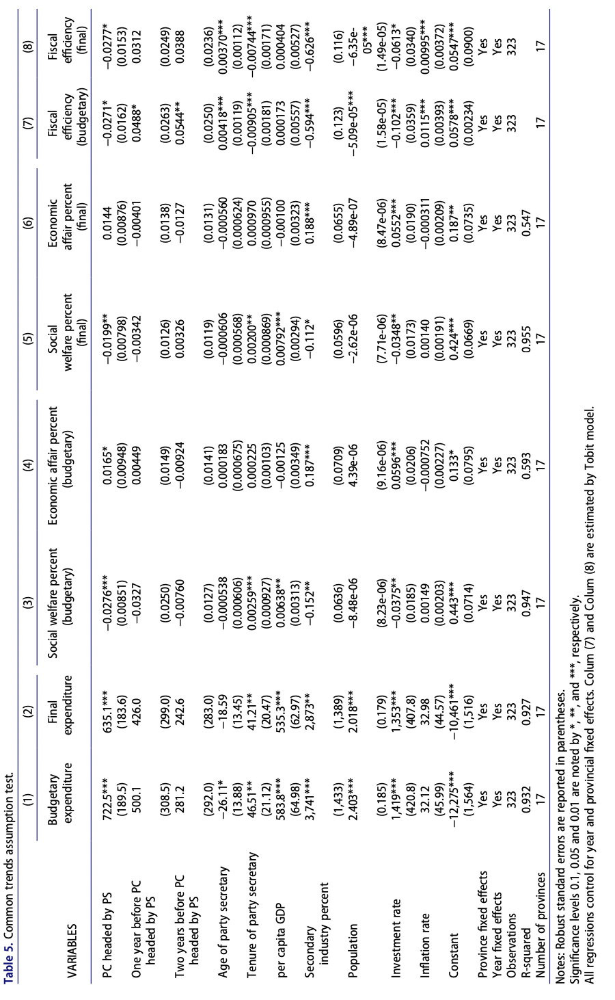 Table 5. Common trends assumption test.
(1) (2) (3) (4) (5) (6) (7) (8)
VARIABLES Budgetary expenditure Final expenditure Social welfare percent (budgetary) Economic affair percent (budgetary) Social welfare percent (final) Economic affair percent (final) Fiscal efficiency (budgetary) Fiscal efficiency (final)
PC headed by PS 722.5*** 635.1*** −0.0276*** 0.0165* −0.0199** 0.0144 −0.0271* −0.0277*
(189.5) (183.6) (0.00851) (0.00948) (0.00798) (0.00876) (0.0162) (0.0153)
One year before PC headed by PS 500.1 426.0 −0.0327 0.00449 −0.00342 −0.00401 0.0488* 0.0312
(308.5) (299.0) (0.0250) (0.0149) (0.0126) (0.0138) (0.0263) (0.0249)
Two years before PC headed by PS 281.2 242.6 −0.00760 −0.00924 0.00326 −0.0127 0.0544** 0.0388
(292.0) (283.0) (0.0127) (0.0141) (0.0119) (0.0131) (0.0250) (0.0236)
Age of party secretary −26.11* −18.59 −0.000538 0.000183 −0.000606 −0.000560 0.00418*** 0.00370***
(13.88) (13.45) (0.000606) (0.000675) (0.000568) (0.000624) (0.00119) (0.00112)
Tenure of party secretary 46.51** 41.21** 0.00259*** 0.000225 0.00200** 0.000970 −0.00905*** −0.00744***
(21.12) (20.47) (0.000927) (0.00103) (0.000869) (0.000955) (0.00181) (0.00171)
per capita GDP 583.8*** 535.3*** 0.00638** −0.00125 0.00792*** −0.00100 0.000173 0.000404
(64.98) (62.97) (0.00313) (0.00349) (0.00294) (0.00323) (0.000557) (0.000527)
Secondary industry percent 3,741*** 2,873** −0.152** 0.187*** −0.112* 0.188*** −0.594*** −0.626***
(1,433) (1,389) (0.0636) (0.0709) (0.0596) (0.0655) (0.123) (0.116)
Population 2.403*** 2.018*** −8.48e-06 4.39e-06 −2.62e-06 −4.89e-07 −5.09e-05*** −6.35e-05***
(0.185) (0.179) (8.23e-06) (9.16e-06) (7.71e-06) (8.47e-06) (1.58e-05) (1.49e-05)
Investment rate 1,419*** 1,353*** −0.0375** 0.0596*** −0.0348** 0.0552*** −0.102*** −0.0613*
(420.8) (407.8) (0.0185) (0.0206) (0.0173) (0.0190) (0.0359) (0.0340)
Inflation rate 32.12 32.98 0.00149 −0.000752 0.00140 −0.000311 0.0115*** 0.00995***
(45.99) (44.57) (0.00203) (0.00227) (0.00191) (0.00209) (0.00393) (0.00372)
Constant −12,275*** −10,461*** 0.443*** 0.133* 0.424*** 0.187** 0.0578*** 0.0547***
(1,564) (1,516) (0.0714) (0.0795) (0.0669) (0.0735) (0.00234) (0.0900)
Province fixed effects Yes Yes Yes Yes Yes Yes Yes Yes
Year fixed effects Yes Yes Yes Yes Yes Yes Yes Yes
Observations 323 323 323 323 323 323 323 323
R-squared 0.932 0.927 0.947 0.593 0.955 0.547
Number of provinces 17 17 17 17 17 17 17 17
Notes: Robust standard errors are reported in parentheses.
Significance levels 0.1, 0.05 and 0.01 are noted by *, **, and ***, respectively.
All regressions control for year and provincial fixed effects. Colum (7) and Colum (8) are estimated by Tobit model.